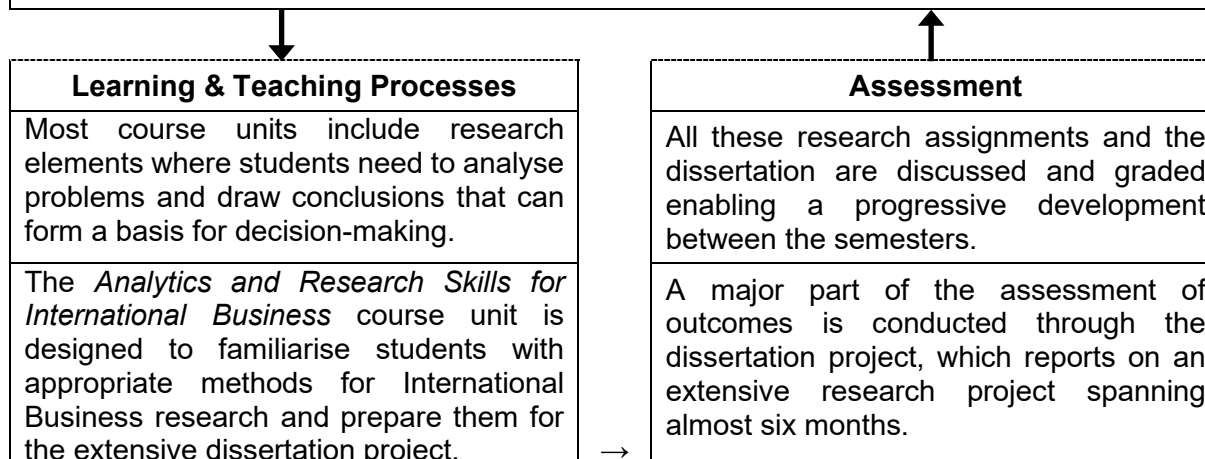 Learning & Teaching Processes
Most course units include research
elements where students need to analyse
problems and draw conclusions that can
form a basis for decision-making.
The Analytics and Research Skills for
International Business course unit is
designed to familiarise students with
appropriate methods for International
Business research and prepare them for
the extensive dissertation project.
→
Assessment
All these research assignments and the
dissertation are discussed and graded
enabling a progressive development
between the semesters.
A major part of the assessment of
outcomes is conducted through the
dissertation project, which reports on an
extensive research project spanning
almost six months.